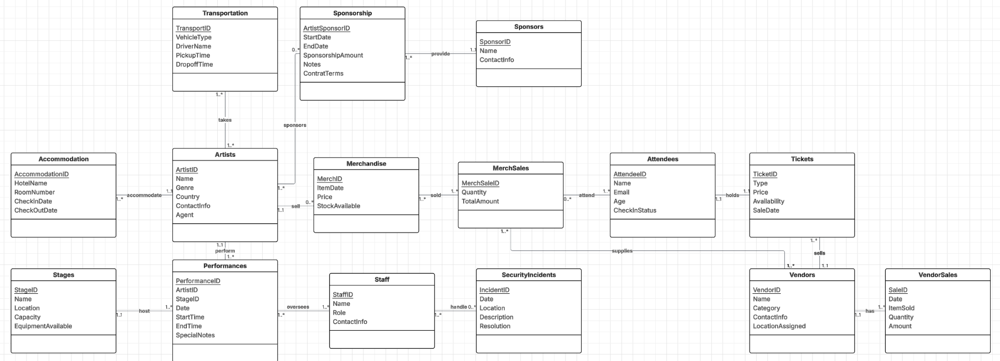 Transportation
TransportID
VehicleType
DriverName
PickupTime
DropoffTime
1..*
takes
1..*
Sponsorship
ArtistSponsorID
StartDate
EndDate
SponsorshipAmount
Notes
ContratTerms
0..*
sponsors
1..*
1..*
provide
1..1
Sponsors
SponsorID
Name
ContactInfo
Accommodation
AccommodationID
HotelName
RoomNumber
CheckinDate
CheckOutDate
1..*
accommodate
1..1
Artists
ArtistID
Name
Genre
Country
ContactInfo
Agent
1..1
sell
0..*
Merchandise
MerchID
ItemDate
Price
StockAvailable
1..*
sold
1..*
MerchSales
MerchSaleID
Quantity
TotalAmount
0..*
attend
1..*
Attendees
AttendeeID
Name
Email
Age
CheckInStatus
1..1
holds
1..1
Tickets
TicketID
Type
Price
Availability
SaleDate
1..1
perform
1..*
1..*
supplies
1..*
1..*
sells
1..1
Stages
StageID
Name
Location
Capacity
EquipmentAvailable
1..1
host
1..*
Performances
PerformanceID
ArtistID
StageID
Date
StartTime
EndTime
SpecialNotes
1..*
oversees
1..*
Staff
StaffID
Name
Role
ContactInfo
1..*
handle
0..*
SecurityIncidents
IncidentID
Date
Location
Description
Resolution
Vendors
VendorID
Name
Category
ContactInfo
LocationAssigned
1..1
has
1..*
VendorSales
SaleID
Date
ItemSold
Quantity
Amount